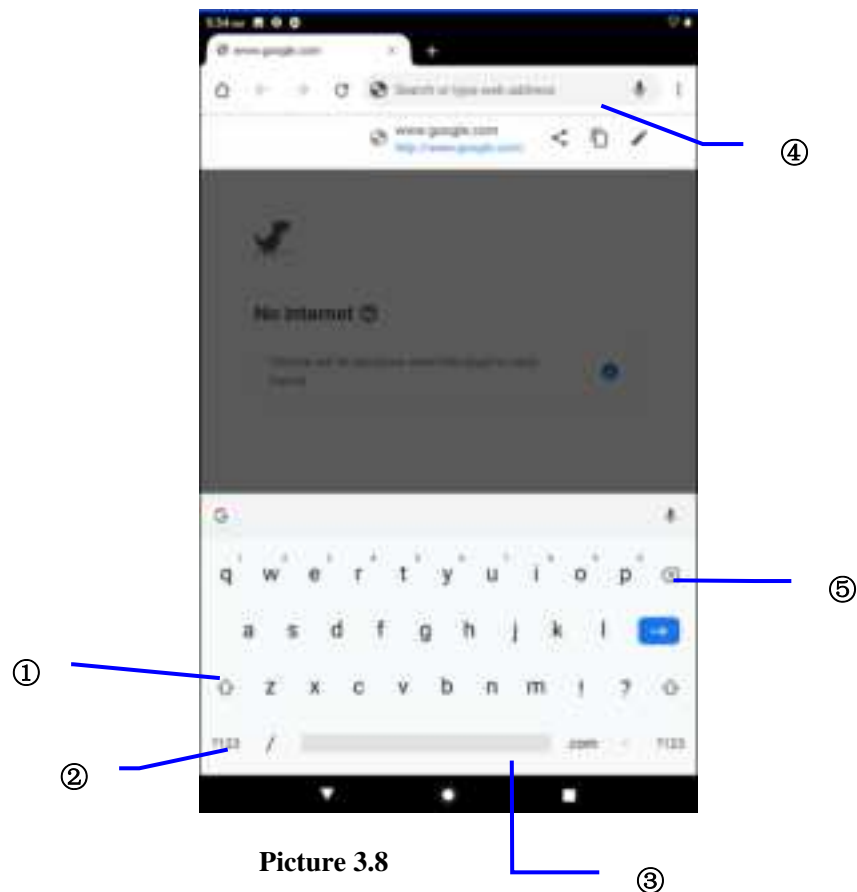 www.google.com
Search or type web address
www.google.com
http://www.google.com/
④
No internet
G
q w e r t y u i o p
⑤
a s d f g h j k l
①
z x c v b n m ! ?
?123 / .com . ?123
②
Picture 3.8
③